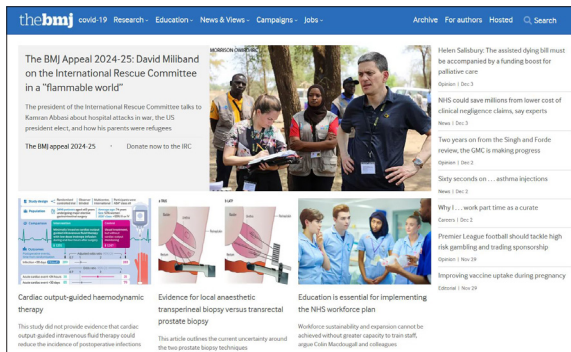 thebmj covid-19 Research Education News & Views Campaigns Jobs Archive For authors Hosted Search
The BMJ Appeal 2024-25: David Miliband
on the International Rescue Committee
in a "flammable world"
The president of the International Rescue Committee talks to
Kamran Abbasi about hospital attacks in war, the US
president elect, and how his parents were refugees
The bmj appeal 2024-25 • Donate now to the IRC
Helen Salisbury: The assisted dying bill must
be accompanied by a funding boost for
palliative care
Opinion | Dec 3
NHS could save millions from lower cost of
clinical negligence claims, say experts
News | Dec 3
Two years on from the Singh and Forde
review, the GMC is making progress
Opinion | Dec 2
Sixty seconds on . . . asthma injections
News | Dec 2
Why I . . . work part time as a curate
Careers | Dec 2
Premier League football should tackle high
risk gambling and trading sponsorship
Opinion | Nov 29
Improving vaccine uptake during pregnancy
Editorial | Nov 29
Study design
Population
Comparison
Outcomes
Cardiac output-guided haemodynamic
therapy
This study did not provide evidence that cardiac
output-guided intravenous fluid therapy could
reduce the incidence of postoperative infections
Evidence for local anaesthetic
transperineal biopsy versus transrectal
prostate biopsy
This article outlines the current uncertainty around
the two prostate biopsy techniques
Education is essential for implementing
the NHS workforce plan
Workforce sustainability and expansion cannot be
achieved without greater capacity to train staff,
argue Colin Macdougall and colleagues